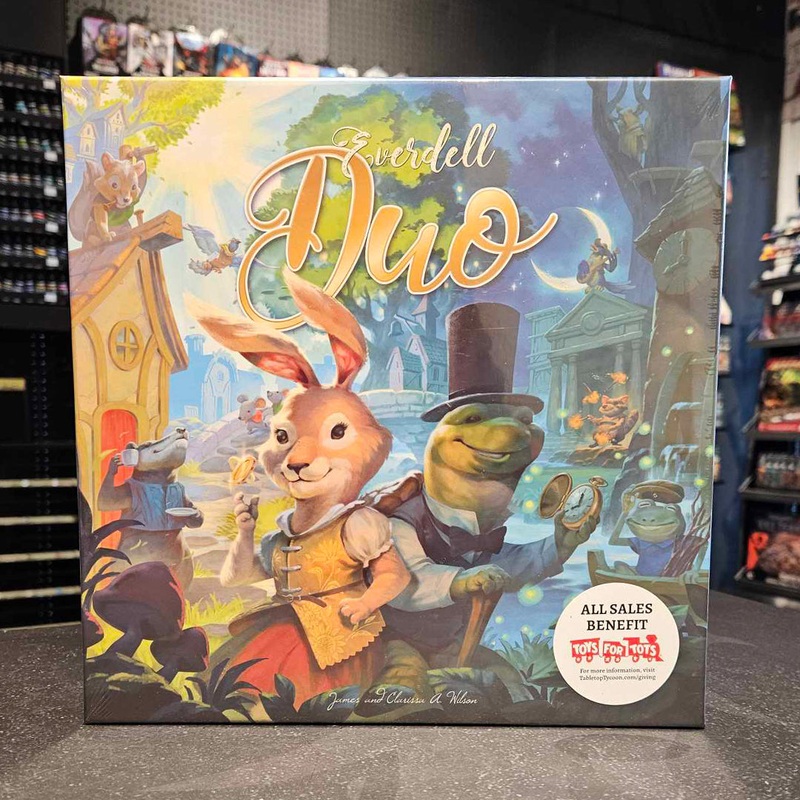 Everdell
Duo
ALL SALES
BENEFIT
TOYS FOR TOTS
For more information, visit
TabletopTycoon.com/giving
James and Clarissa A. Wilson